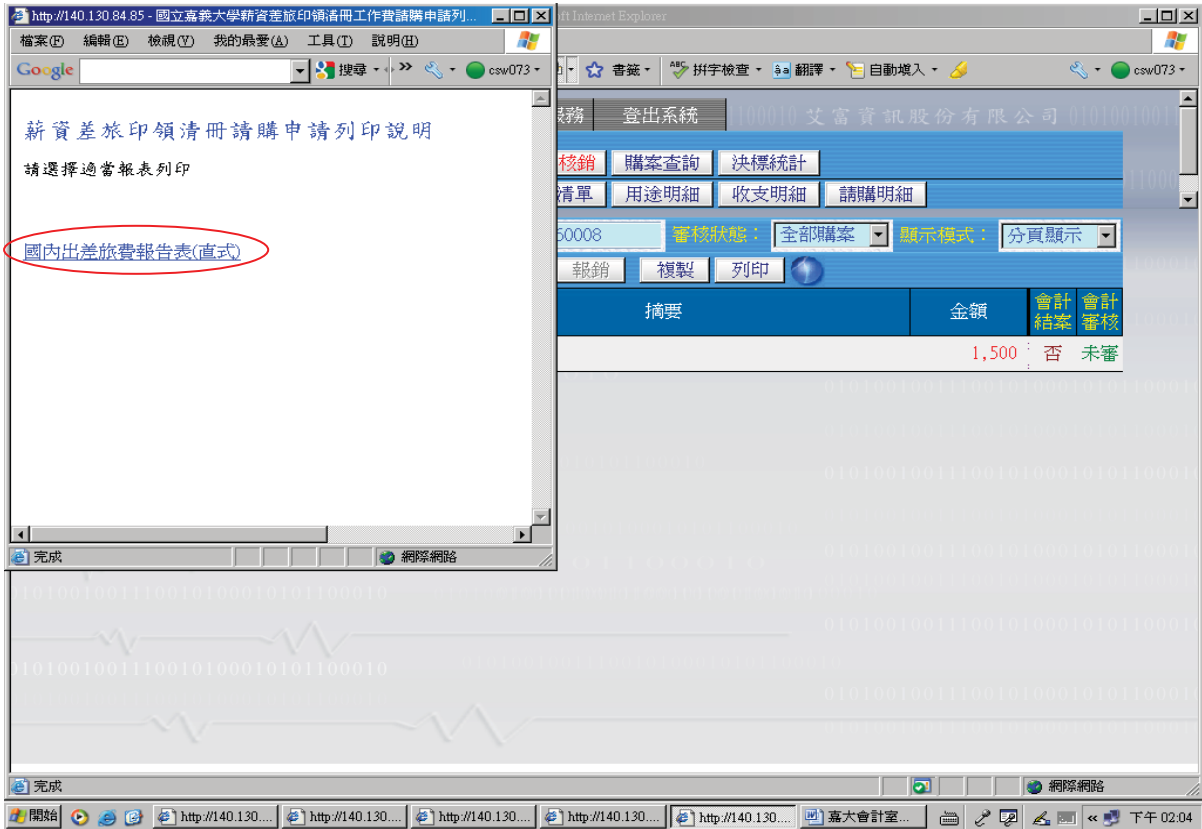 http://140.130.84.85 - 國立嘉義大學薪資差旅印領清冊工作費請購申請列...
ft Internet Explorer
檔案(F) 編輯(E) 檢視(V) 我的最愛(A) 工具(T) 說明(H)
Google 搜尋 csw073
書籤 拼字檢查 翻譯 自動填入 csw073
薪資差旅印領清冊請購申請列印說明
請選擇適當報表列印
國內出差旅費報告表(直式)
完成 網際網路
服務 登出系統 110010 艾富資訊股份有限公司 0101001001
核銷 購案查詢 決標統計
清單 用途明細 收支明細 請購明細
60008 審核狀態： 全部購案 顯示模式： 分頁顯示
報銷 複製 列印
摘要 金額 會計結案 會計審核
1,500 否 未審
完成 網際網路
開始 http://140.130.... http://140.130.... http://140.130.... http://140.130.... http://140.130.... 嘉大會計室... 下午 02:04